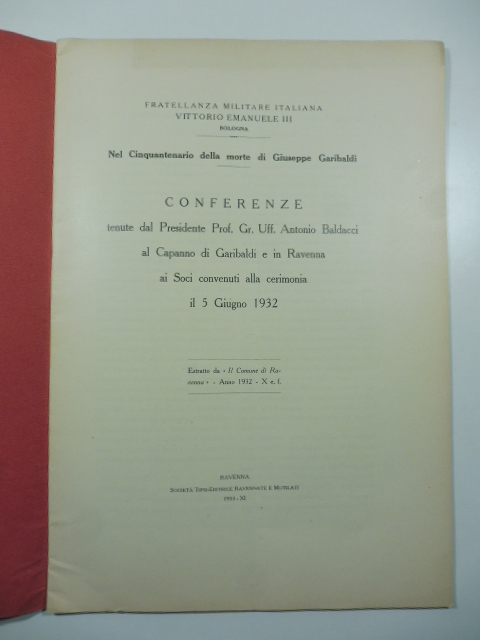 FRATELLANZA MILITARE ITALIANA
VITTORIO EMANUELE III
BOLOGNA
Nel Cinquantenario della morte di Giuseppe Garibaldi
CONFERENZE
tenute dal Presidente Prof. Gr. Uff. Antonio Baldacci
al Capanno di Garibaldi e in Ravenna
ai Soci convenuti alla cerimonia
il 5 Giugno 1932
Estratto da « Il Comune di Ra-
venna » - Anno 1932 - X e. f.
RAVENNA
SOCIETÀ TIPO-EDITRICE RAVENNATE E MUTILATI
1933 - XI